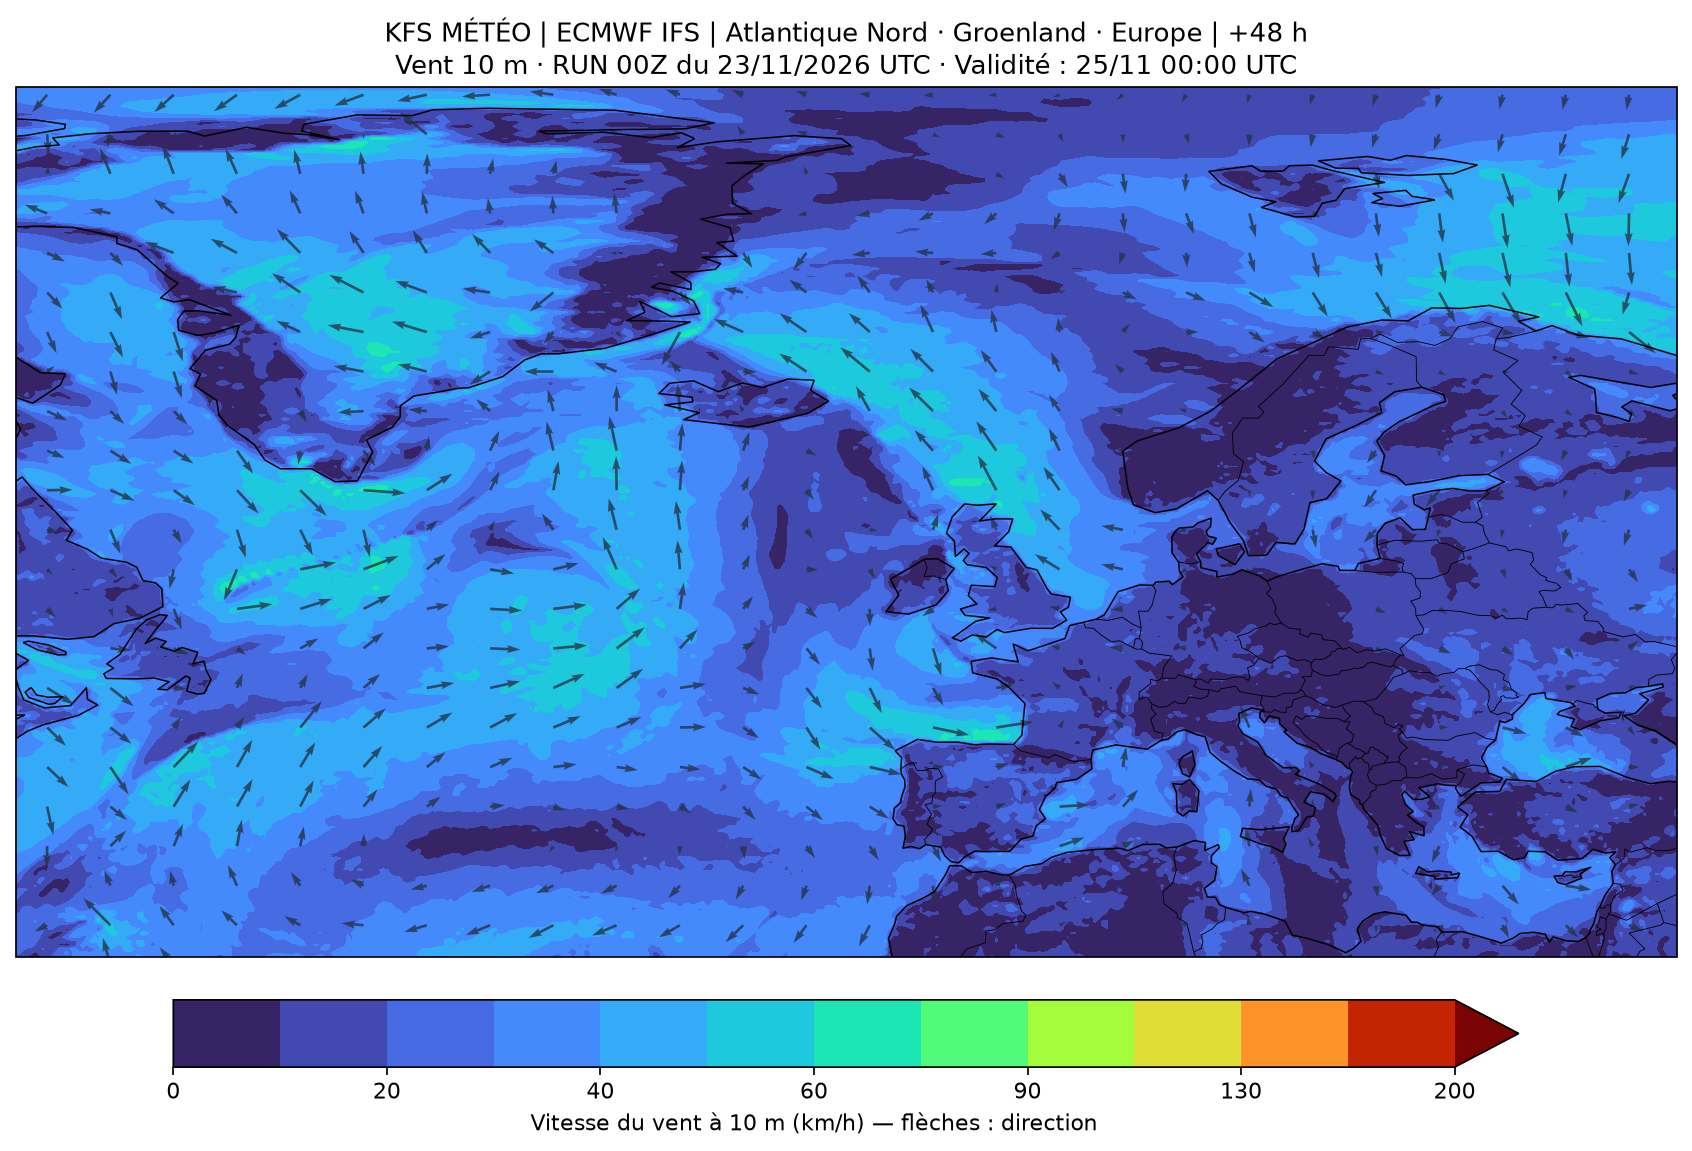 KFS MÉTÉO | ECMWF IFS | Atlantique Nord · Groenland · Europe | +48 h
Vent 10 m · RUN 00Z du 23/11/2026 UTC · Validité : 25/11 00:00 UTC
0 20 40 60 90 130 200
Vitesse du vent à 10 m (km/h) — flèches : direction